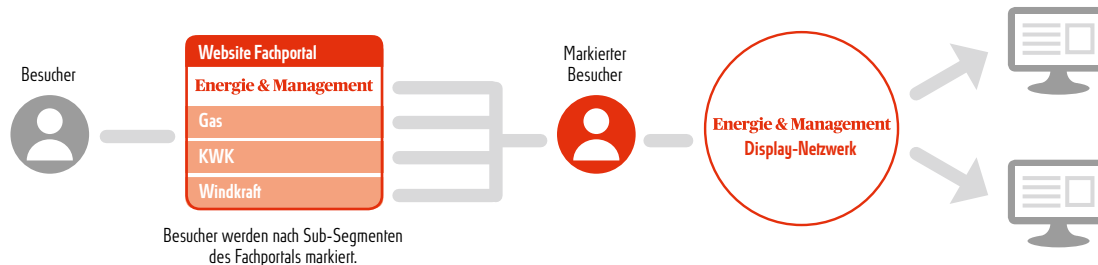 Besucher
Website Fachportal
Energie & Management
Gas
KWK
Windkraft
Besucher werden nach Sub-Segmenten
des Fachportals markiert.
Markierter
Besucher
Energie & Management
Display-Netzwerk